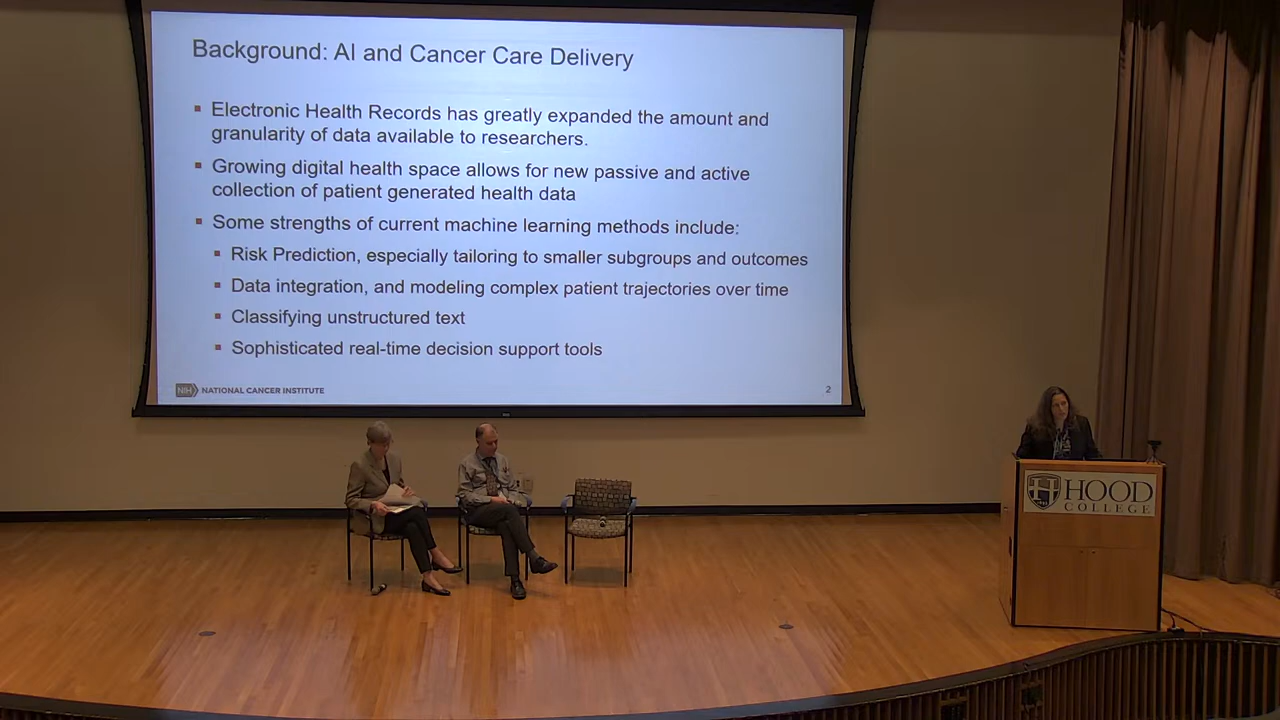 Background: AI and Cancer Care Delivery
Electronic Health Records has greatly expanded the amount and
granularity of data available to researchers.
Growing digital health space allows for new passive and active
collection of patient generated health data
Some strengths of current machine learning methods include:
Risk Prediction, especially tailoring to smaller subgroups and outcomes
Data integration, and modeling complex patient trajectories over time
Classifying unstructured text
Sophisticated real-time decision support tools
NIH NATIONAL CANCER INSTITUTE
2
HOOD
COLLEGE